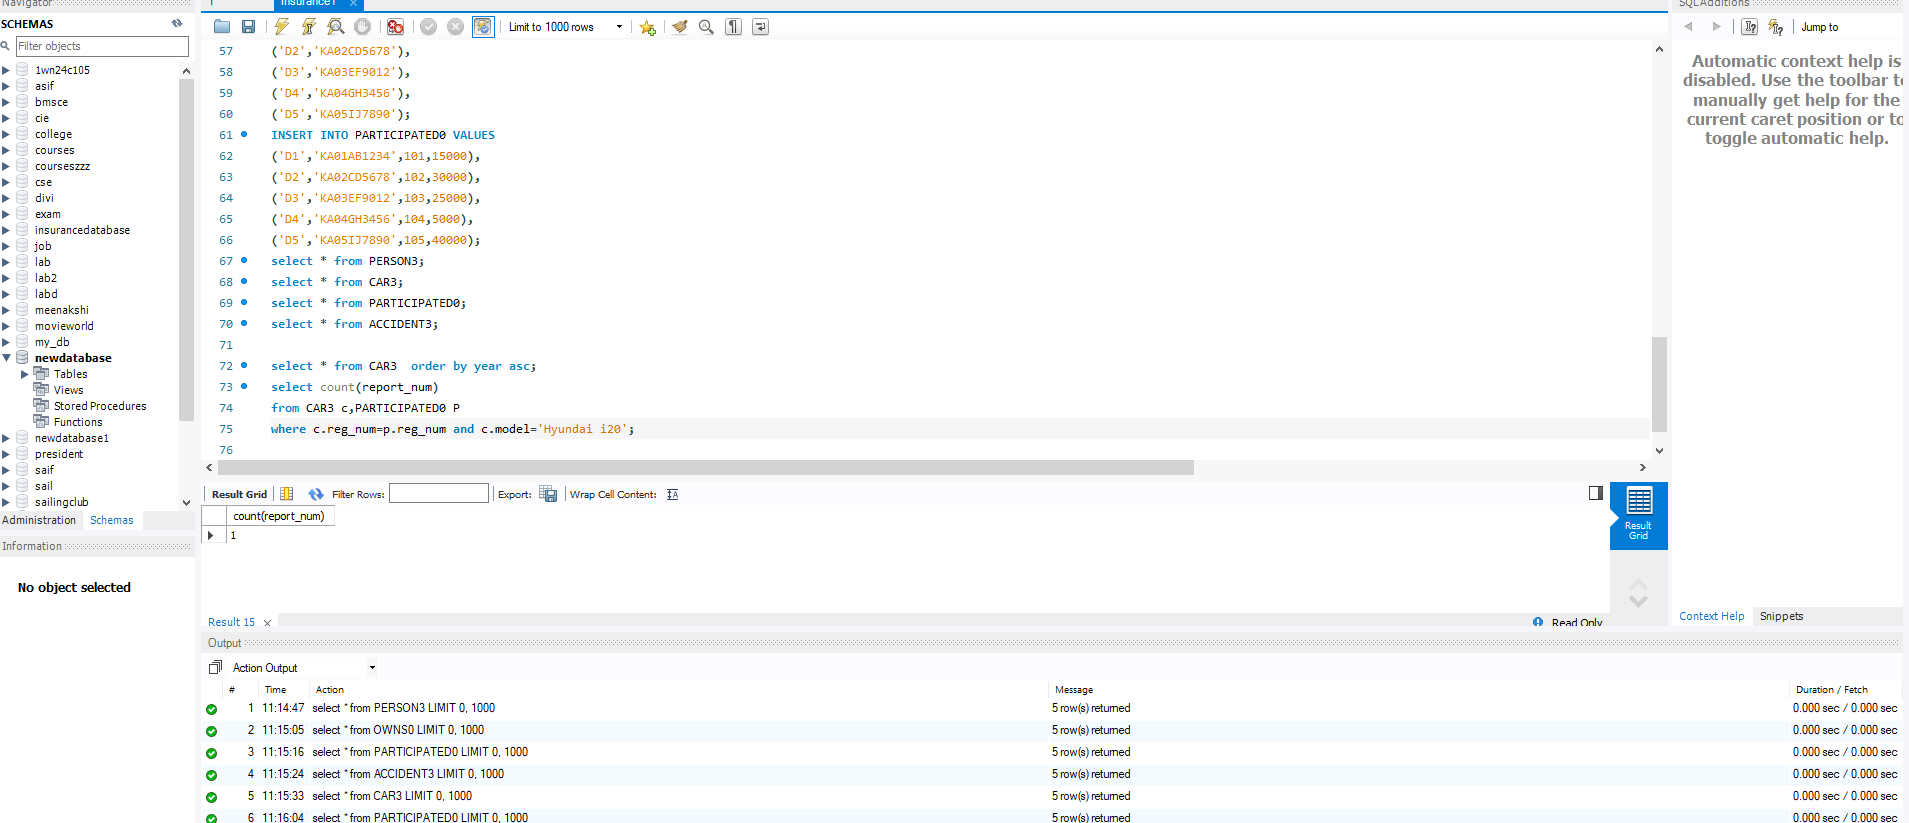 Navigator
SCHEMAS
Filter objects
1wn24c105
asif
bmsce
cie
college
courses
courseszzz
cse
divi
exam
insurancedatabase
job
lab
lab2
labd
meenakshi
movieworld
my_db
newdatabase
Tables
Views
Stored Procedures
Functions
newdatabase1
president
saif
sail
sailingclub
Administration Schemas
Information
No object selected
Insurance1
Limit to 1000 rows
57 ('D2','KA02CD5678'),
58 ('D3','KA03EF9012'),
59 ('D4','KA04GH3456'),
60 ('D5','KA05IJ7890');
61 INSERT INTO PARTICIPATED0 VALUES
62 ('D1','KA01AB1234',101,15000),
63 ('D2','KA02CD5678',102,30000),
64 ('D3','KA03EF9012',103,25000),
65 ('D4','KA04GH3456',104,5000),
66 ('D5','KA05IJ7890',105,40000);
67 select * from PERSON3;
68 select * from CAR3;
69 select * from PARTICIPATED0;
70 select * from ACCIDENT3;
71
72 select * from CAR3  order by year asc;
73 select count(report_num)
74 from CAR3 c,PARTICIPATED0 P
75 where c.reg_num=p.reg_num and c.model='Hyundai i20';
76
Result Grid Filter Rows: Export: Wrap Cell Content:
count(report_num)
1
Result Grid
Result 15
Read Only
Output
Action Output
# Time Action Message Duration / Fetch
1 11:14:47 select * from PERSON3 LIMIT 0, 1000 5 row(s) returned 0.000 sec / 0.000 sec
2 11:15:05 select * from OWNS0 LIMIT 0, 1000 5 row(s) returned 0.000 sec / 0.000 sec
3 11:15:16 select * from PARTICIPATED0 LIMIT 0, 1000 5 row(s) returned 0.000 sec / 0.000 sec
4 11:15:24 select * from ACCIDENT3 LIMIT 0, 1000 5 row(s) returned 0.000 sec / 0.000 sec
5 11:15:33 select * from CAR3 LIMIT 0, 1000 5 row(s) returned 0.000 sec / 0.000 sec
6 11:16:04 select * from PARTICIPATED0 LIMIT 0, 1000 5 row(s) returned 0.000 sec / 0.000 sec
SQLAdditions
Jump to
Automatic context help is
disabled. Use the toolbar t
manually get help for the
current caret position or to
toggle automatic help.
Context Help Snippets